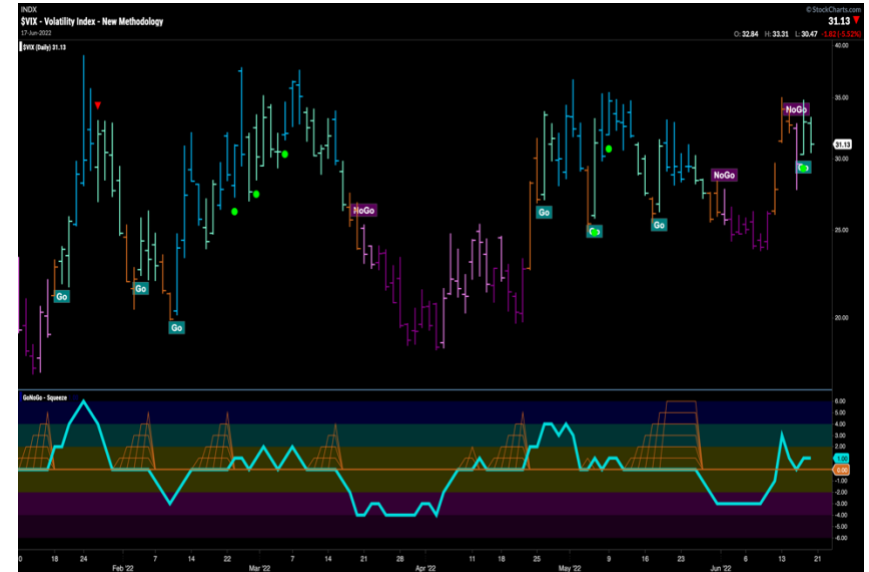 INDX
© StockCharts.com
$VIX - Volatility Index - New Methodology
31.13
17-Jun-2022
O: 32.84 H: 33.31 L: 30.47 -1.82 (-5.52%)
$VIX (Daily) 31.13
40.00
35.00
NoGo
31.13
30.00
Go
NoGo
NoGo
25.00
Go
Go
Go
Go
Go
Go
20.00
GoNoGo - Squeeze
6.00
5.00
4.00
3.00
2.00
1.00
0.00
-1.00
-2.00
-3.00
-4.00
-5.00
-6.00
0 18 24 7 14 22 7 14 21 28 11 18 25 9 16 23 6 13 21
Feb '22 Mar '22 Apr '22 May '22 Jun '22